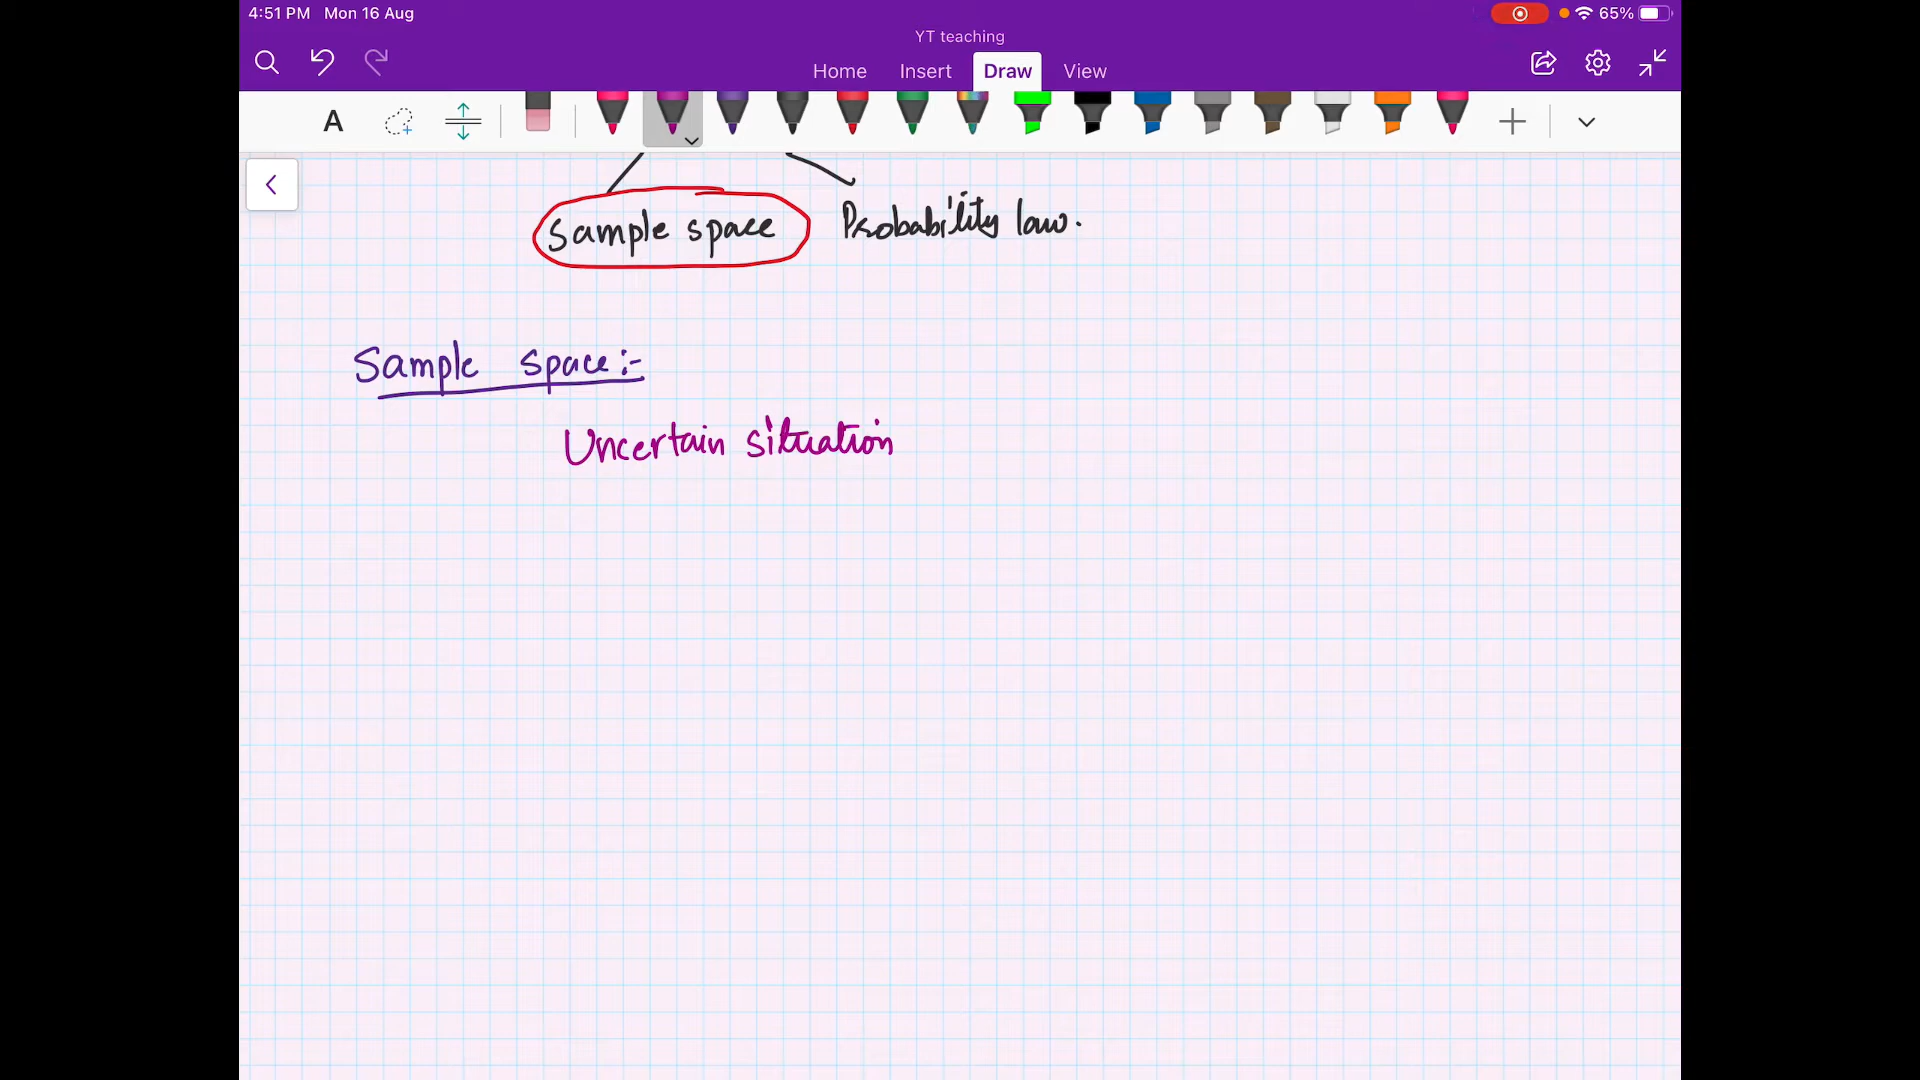 4:51 PM Mon 16 Aug 65%
YT teaching
Home Insert Draw View
A
Sample space Probability law.
Sample space:-
Uncertain situation